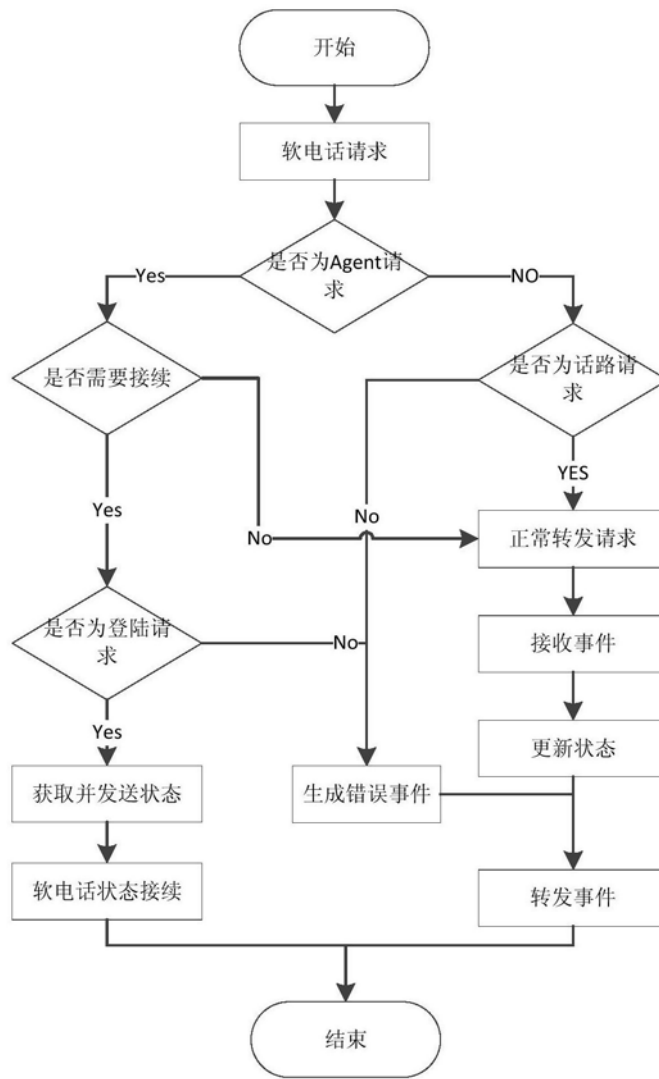 开始
软电话请求
是否为Agent请
求
Yes
NO
是否需要接续
是否为话路请
求
YES
Yes
No
No
正常转发请求
是否为登陆请
求
No
接收事件
Yes
更新状态
获取并发送状态
生成错误事件
软电话状态接续
转发事件
结束